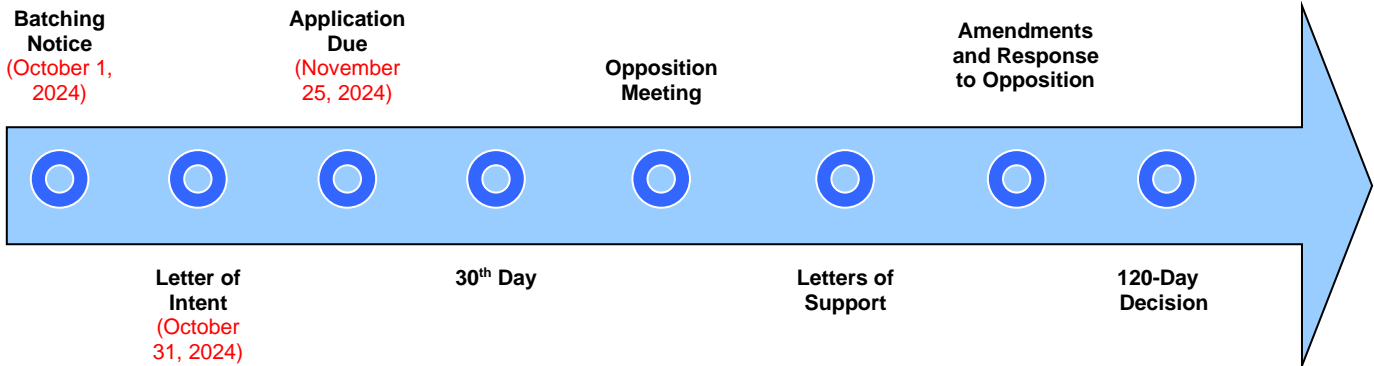 Batching
Notice
(October 1,
2024)
Application
Due
(November
25, 2024)
Opposition
Meeting
Amendments
and Response
to Opposition
Letter of
Intent
(October
31, 2024)
30th Day
Letters of
Support
120-Day
Decision